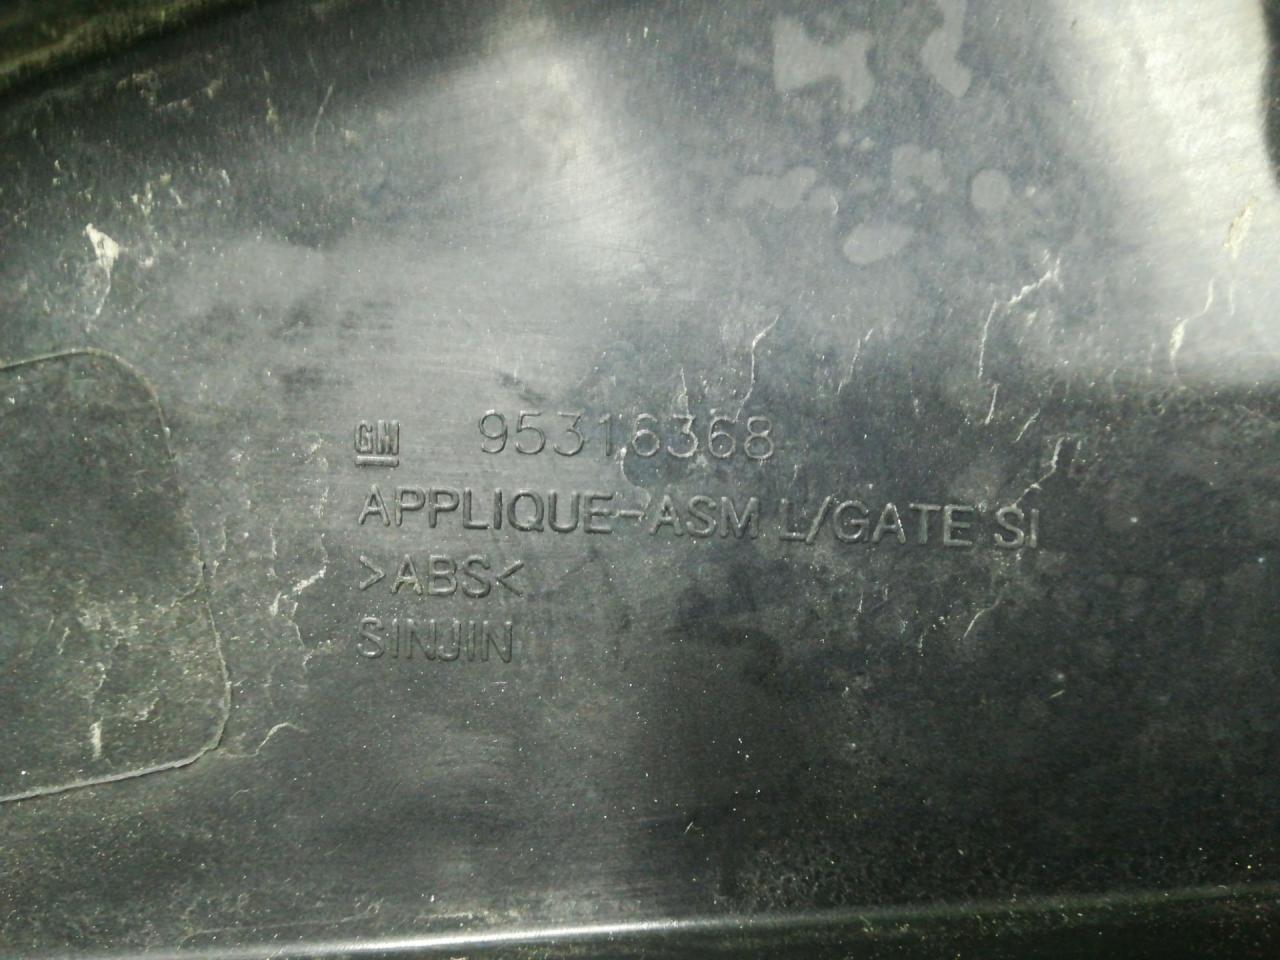 GM 95316368
APPLIQUE-ASM L/GATE SI
>ABS<
SINJIN